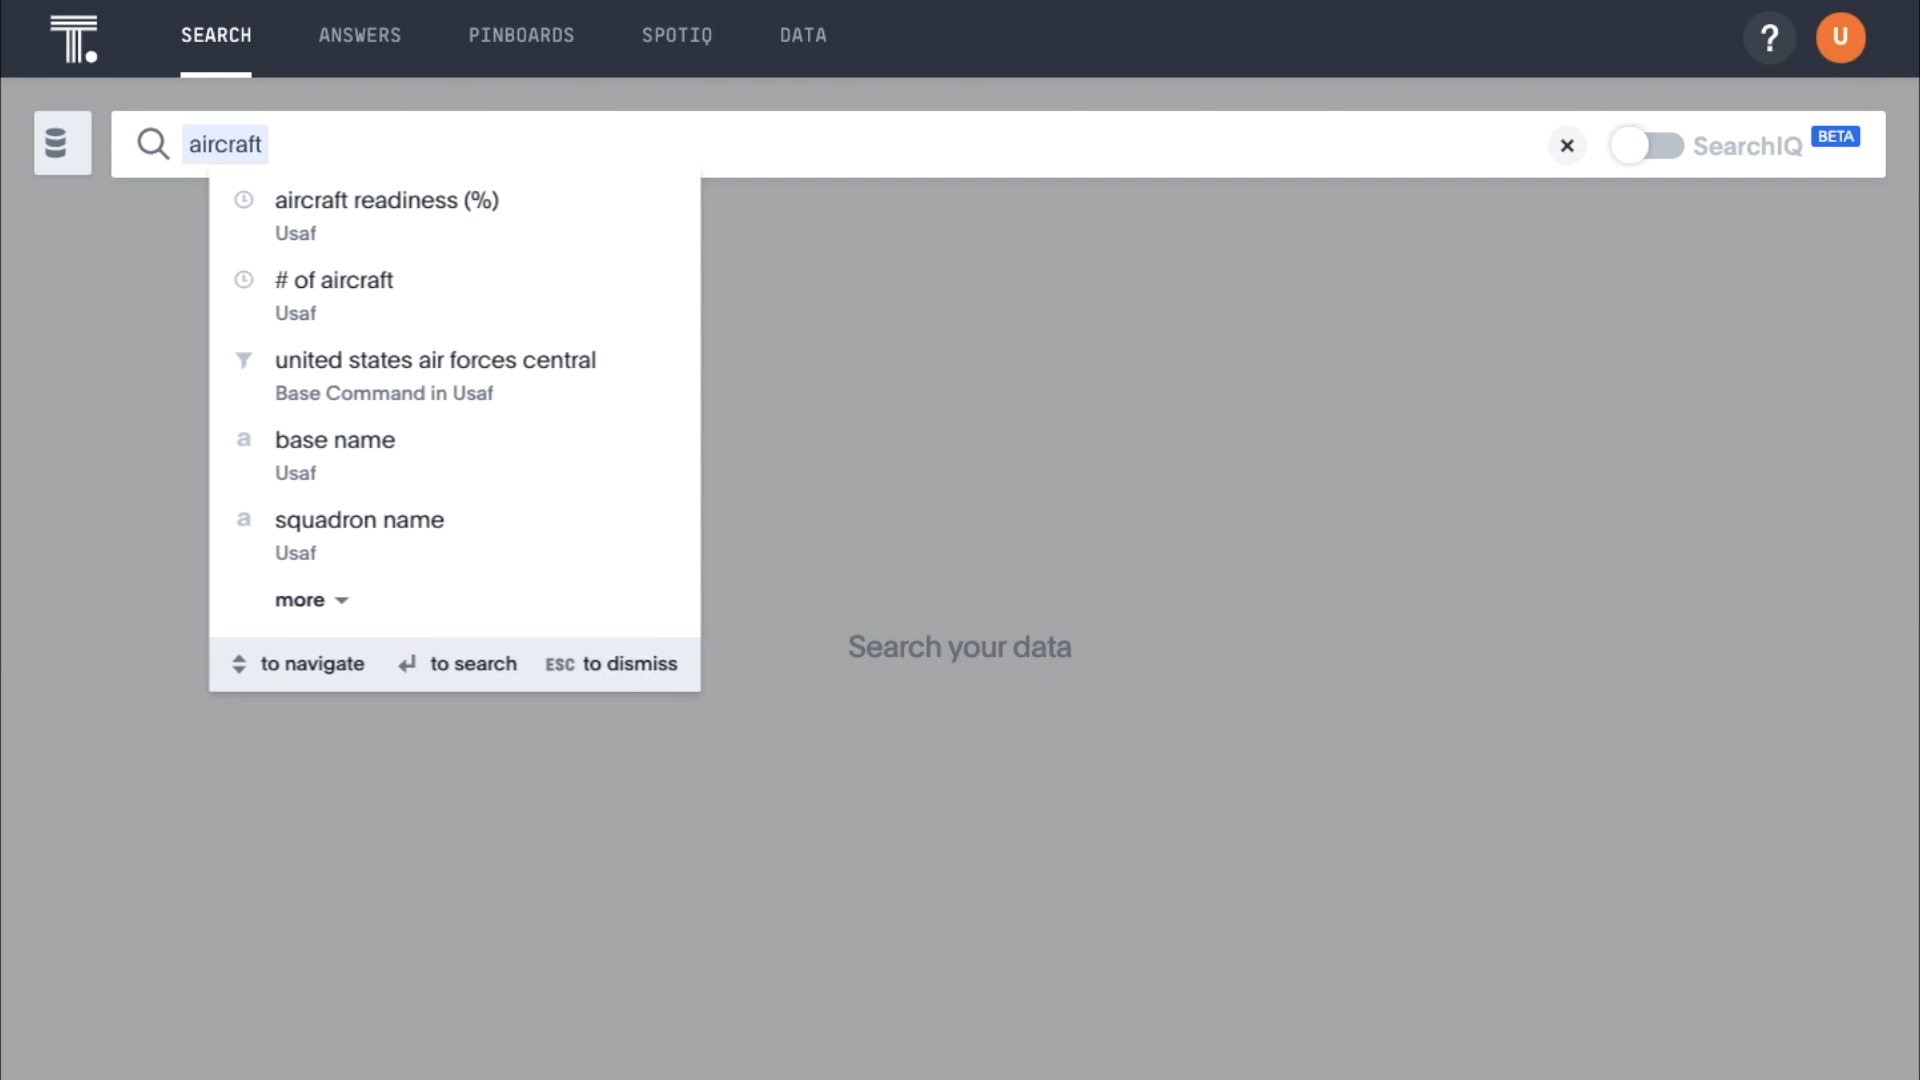 T.
SEARCH
ANSWERS
PINBOARDS
SPOTIQ
DATA
?
U
aircraft
SearchIQ
BETA
aircraft readiness (%)
Usaf
# of aircraft
Usaf
united states air forces central
Base Command in Usaf
a base name
Usaf
a squadron name
Usaf
more
to navigate
to search
ESC to dismiss
Search your data